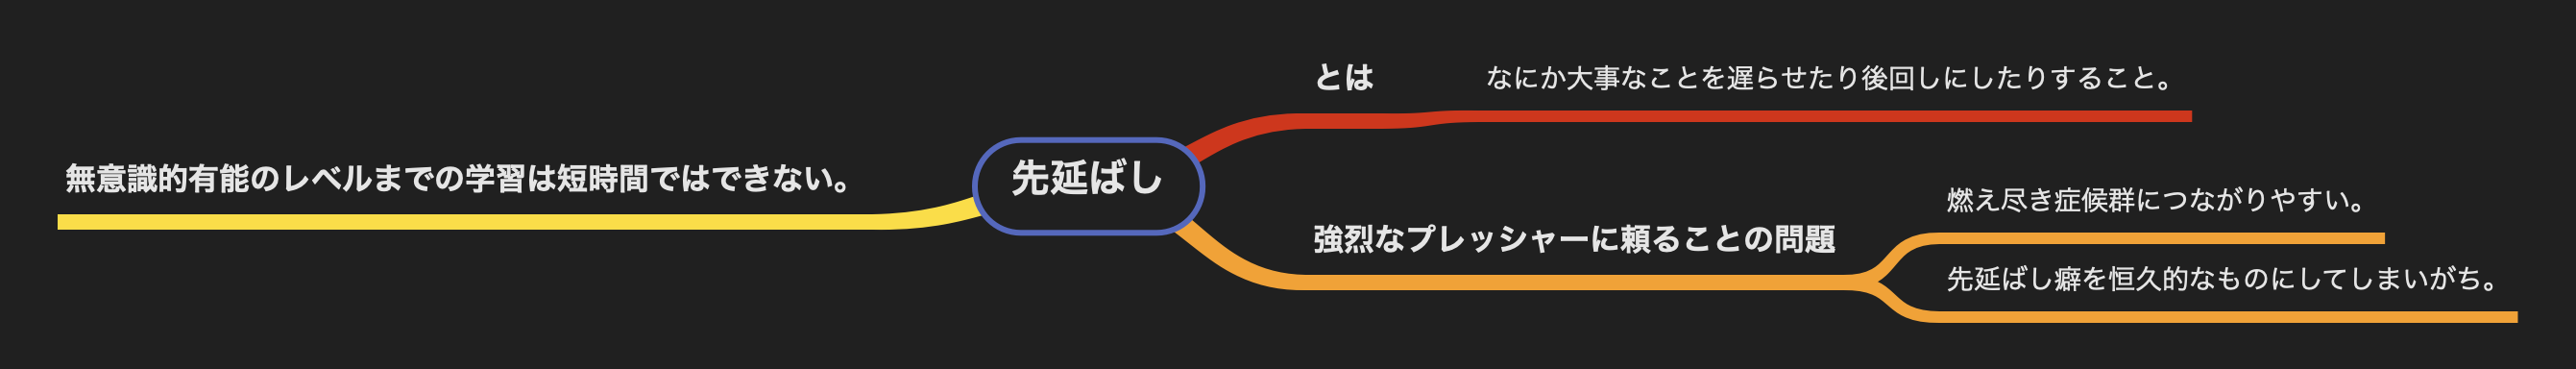 先延ばし
とは
なにか大事なことを遅らせたり後回しにしたりすること。
強烈なプレッシャーに頼ることの問題
燃え尽き症候群につながりやすい。
先延ばし癖を恒久的なものにしてしまいがち。
無意識的有能のレベルまでの学習は短時間ではできない。